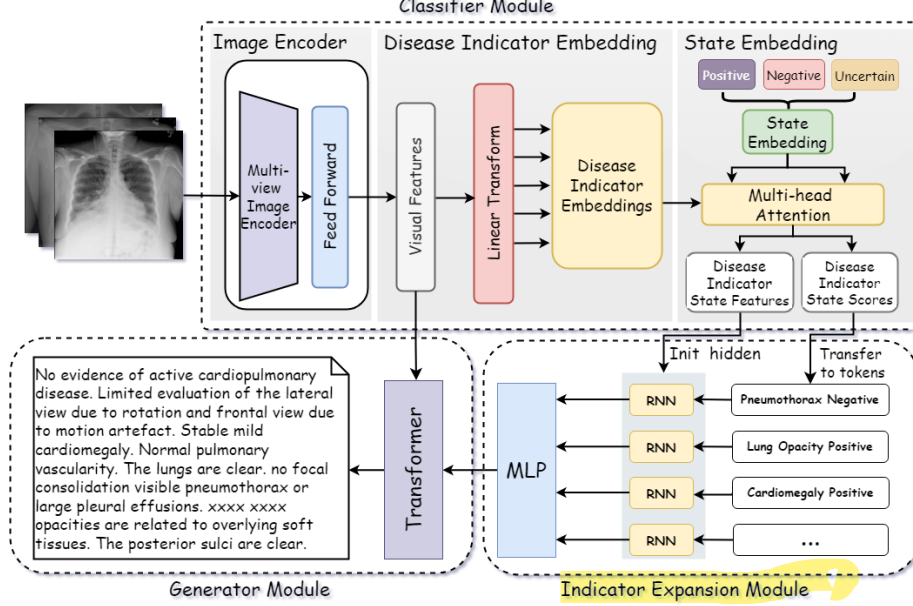 Classifier Module
Image Encoder
Disease Indicator Embedding
State Embedding
Positive
Negative
Uncertain
State
Embedding
Multi-
view
Image
Encoder
Feed Forward
Visual Features
Linear Transform
Disease
Indicator
Embeddings
Multi-head
Attention
Disease
Indicator
State Features
Disease
Indicator
State Scores
Init hidden
Transfer
to tokens
No evidence of active cardiopulmonary
disease. Limited evaluation of the lateral
view due to rotation and frontal view due
to motion artefact. Stable mild
cardiomegaly. Normal pulmonary
vascularity. The lungs are clear. no focal
consolidation visible pneumothorax or
large pleural effusions. xxxx xxxx
opacities are related to overlying soft
tissues. The posterior sulci are clear.
Transformer
MLP
RNN
Pneumothorax Negative
RNN
Lung Opacity Positive
RNN
Cardiomegaly Positive
RNN
...
Generator Module
Indicator Expansion Module